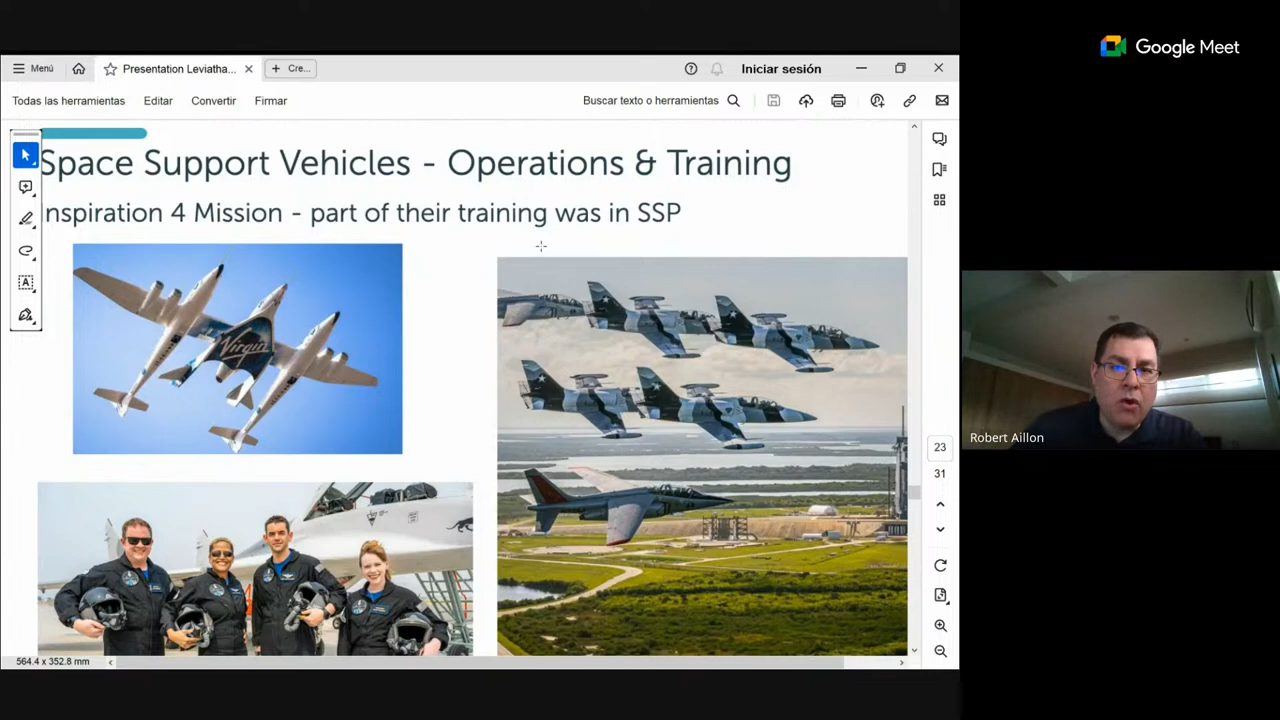 Google Meet
Menú
Presentation Leviatha...
Cre...
Iniciar sesión
Todas las herramientas
Editar
Convertir
Firmar
Buscar texto o herramientas
Space Support Vehicles - Operations & Training
nspiration 4 Mission - part of their training was in SSP
Virgin
23
31
Robert Aillon
564.4 x 352.8 mm